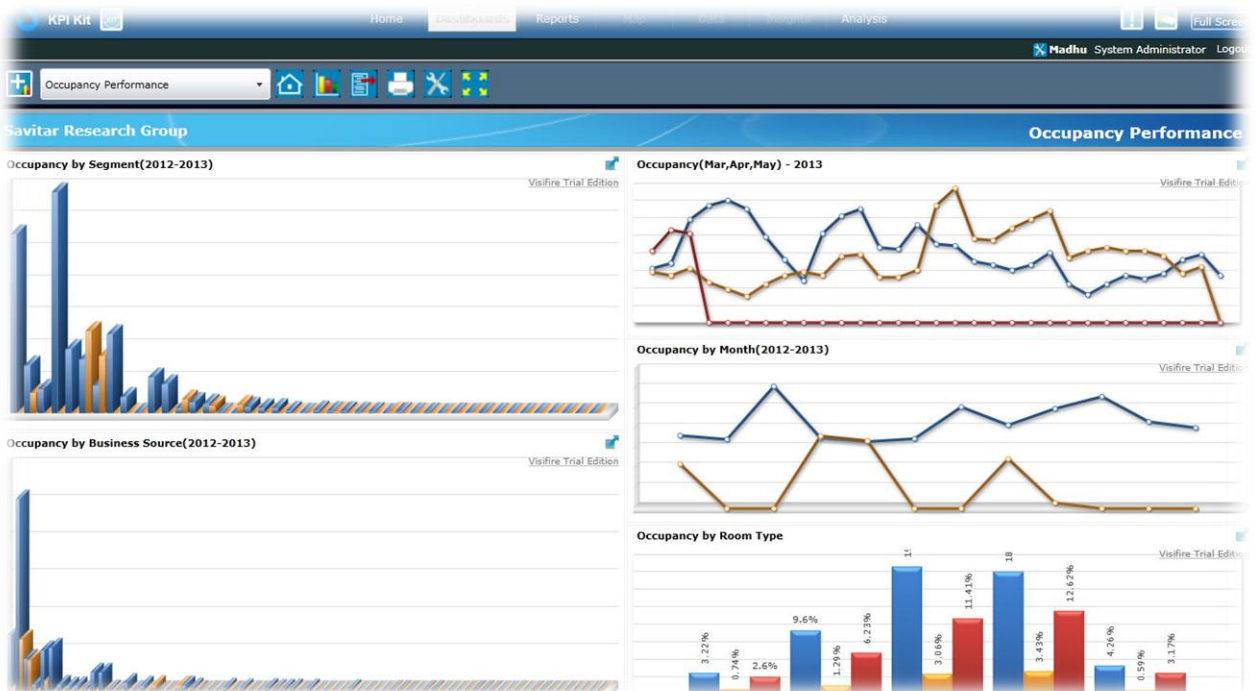 KPI Kit
Home Dashboards Reports Map Data Insights Analysis
Full Screen
Madhu System Administrator Logout
Occupancy Performance
Savitar Research Group
Occupancy Performance
Occupancy by Segment(2012-2013)
Visifire Trial Edition
Occupancy(Mar,Apr,May) - 2013
Visifire Trial Edition
Occupancy by Month(2012-2013)
Visifire Trial Edition
Occupancy by Business Source(2012-2013)
Visifire Trial Edition
Occupancy by Room Type
Visifire Trial Edition
3.22%
0.74%
2.6%
9.6%
1.29%
6.23%
3.06%
11.41%
18
3.43%
12.62%
4.26%
0.59%
3.17%